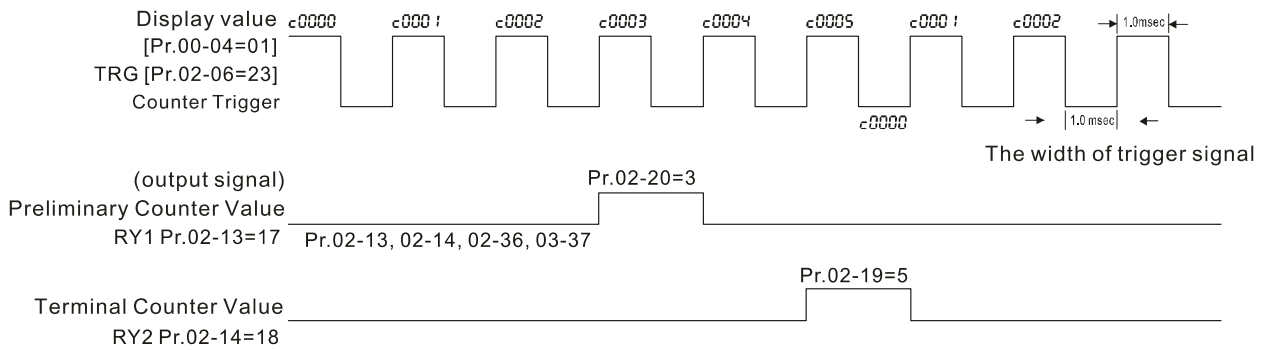 Display value c0000 c0001 c0002 c0003 c0004 c0005 c0001 c0002 1.0msec
[Pr.00-04=01]
TRG [Pr.02-06=23]
Counter Trigger
c0000 1.0 msec
The width of trigger signal
(output signal) Pr.02-20=3
Preliminary Counter Value
RY1 Pr.02-13=17 Pr.02-13, 02-14, 02-36, 03-37
Pr.02-19=5
Terminal Counter Value
RY2 Pr.02-14=18